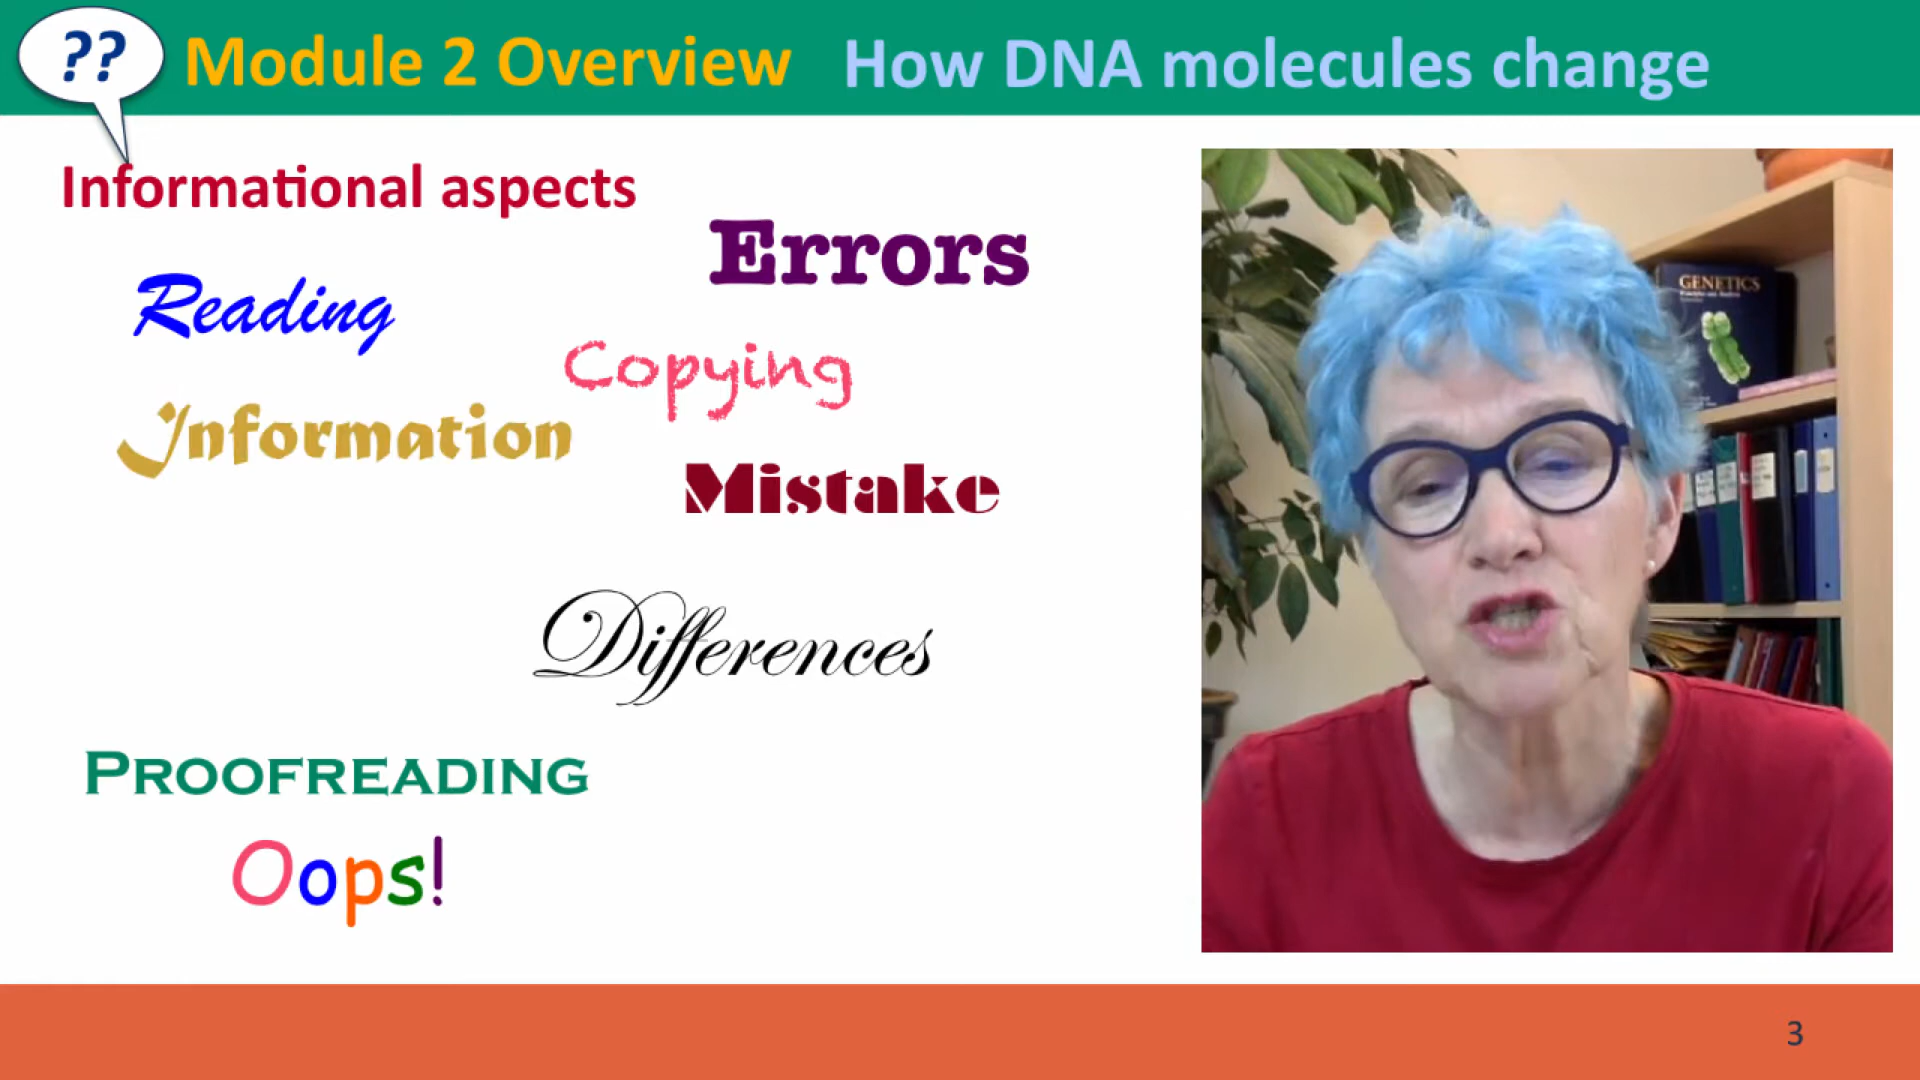 ??
Module 2 Overview How DNA molecules change
Informational aspects
Errors
Reading
Copying
Information
Mistake
Differences
PROOFREADING
Oops!
GENETICS
3